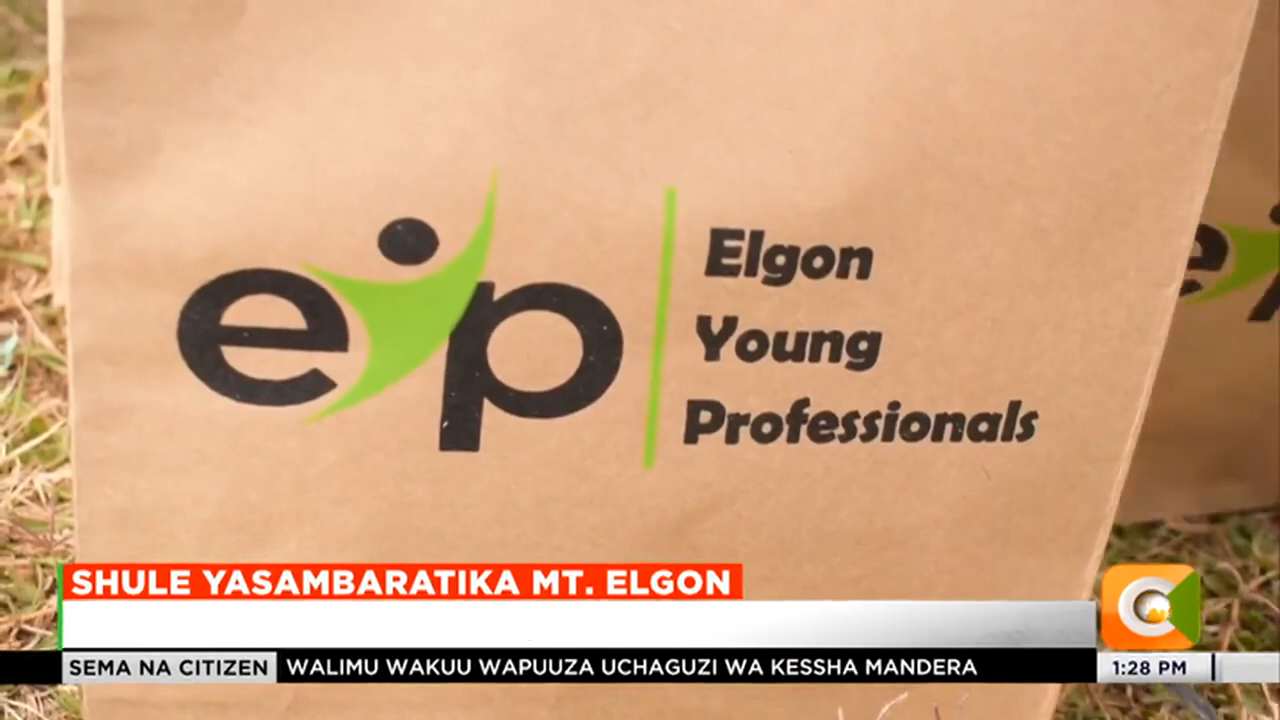 eyp
Elgon
Young
Professionals
SHULE YASAMBARATIKA MT. ELGON
SEMA NA CITIZEN
WALIMU WAKUU WAPUUZA UCHAGUZI WA KESSHA MANDERA
1:28 PM